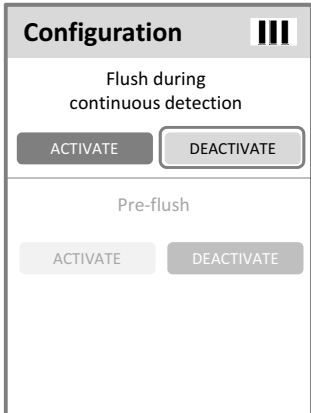 Configuration
Flush during
continuous detection
ACTIVATE DEACTIVATE
Pre-flush
ACTIVATE DEACTIVATE